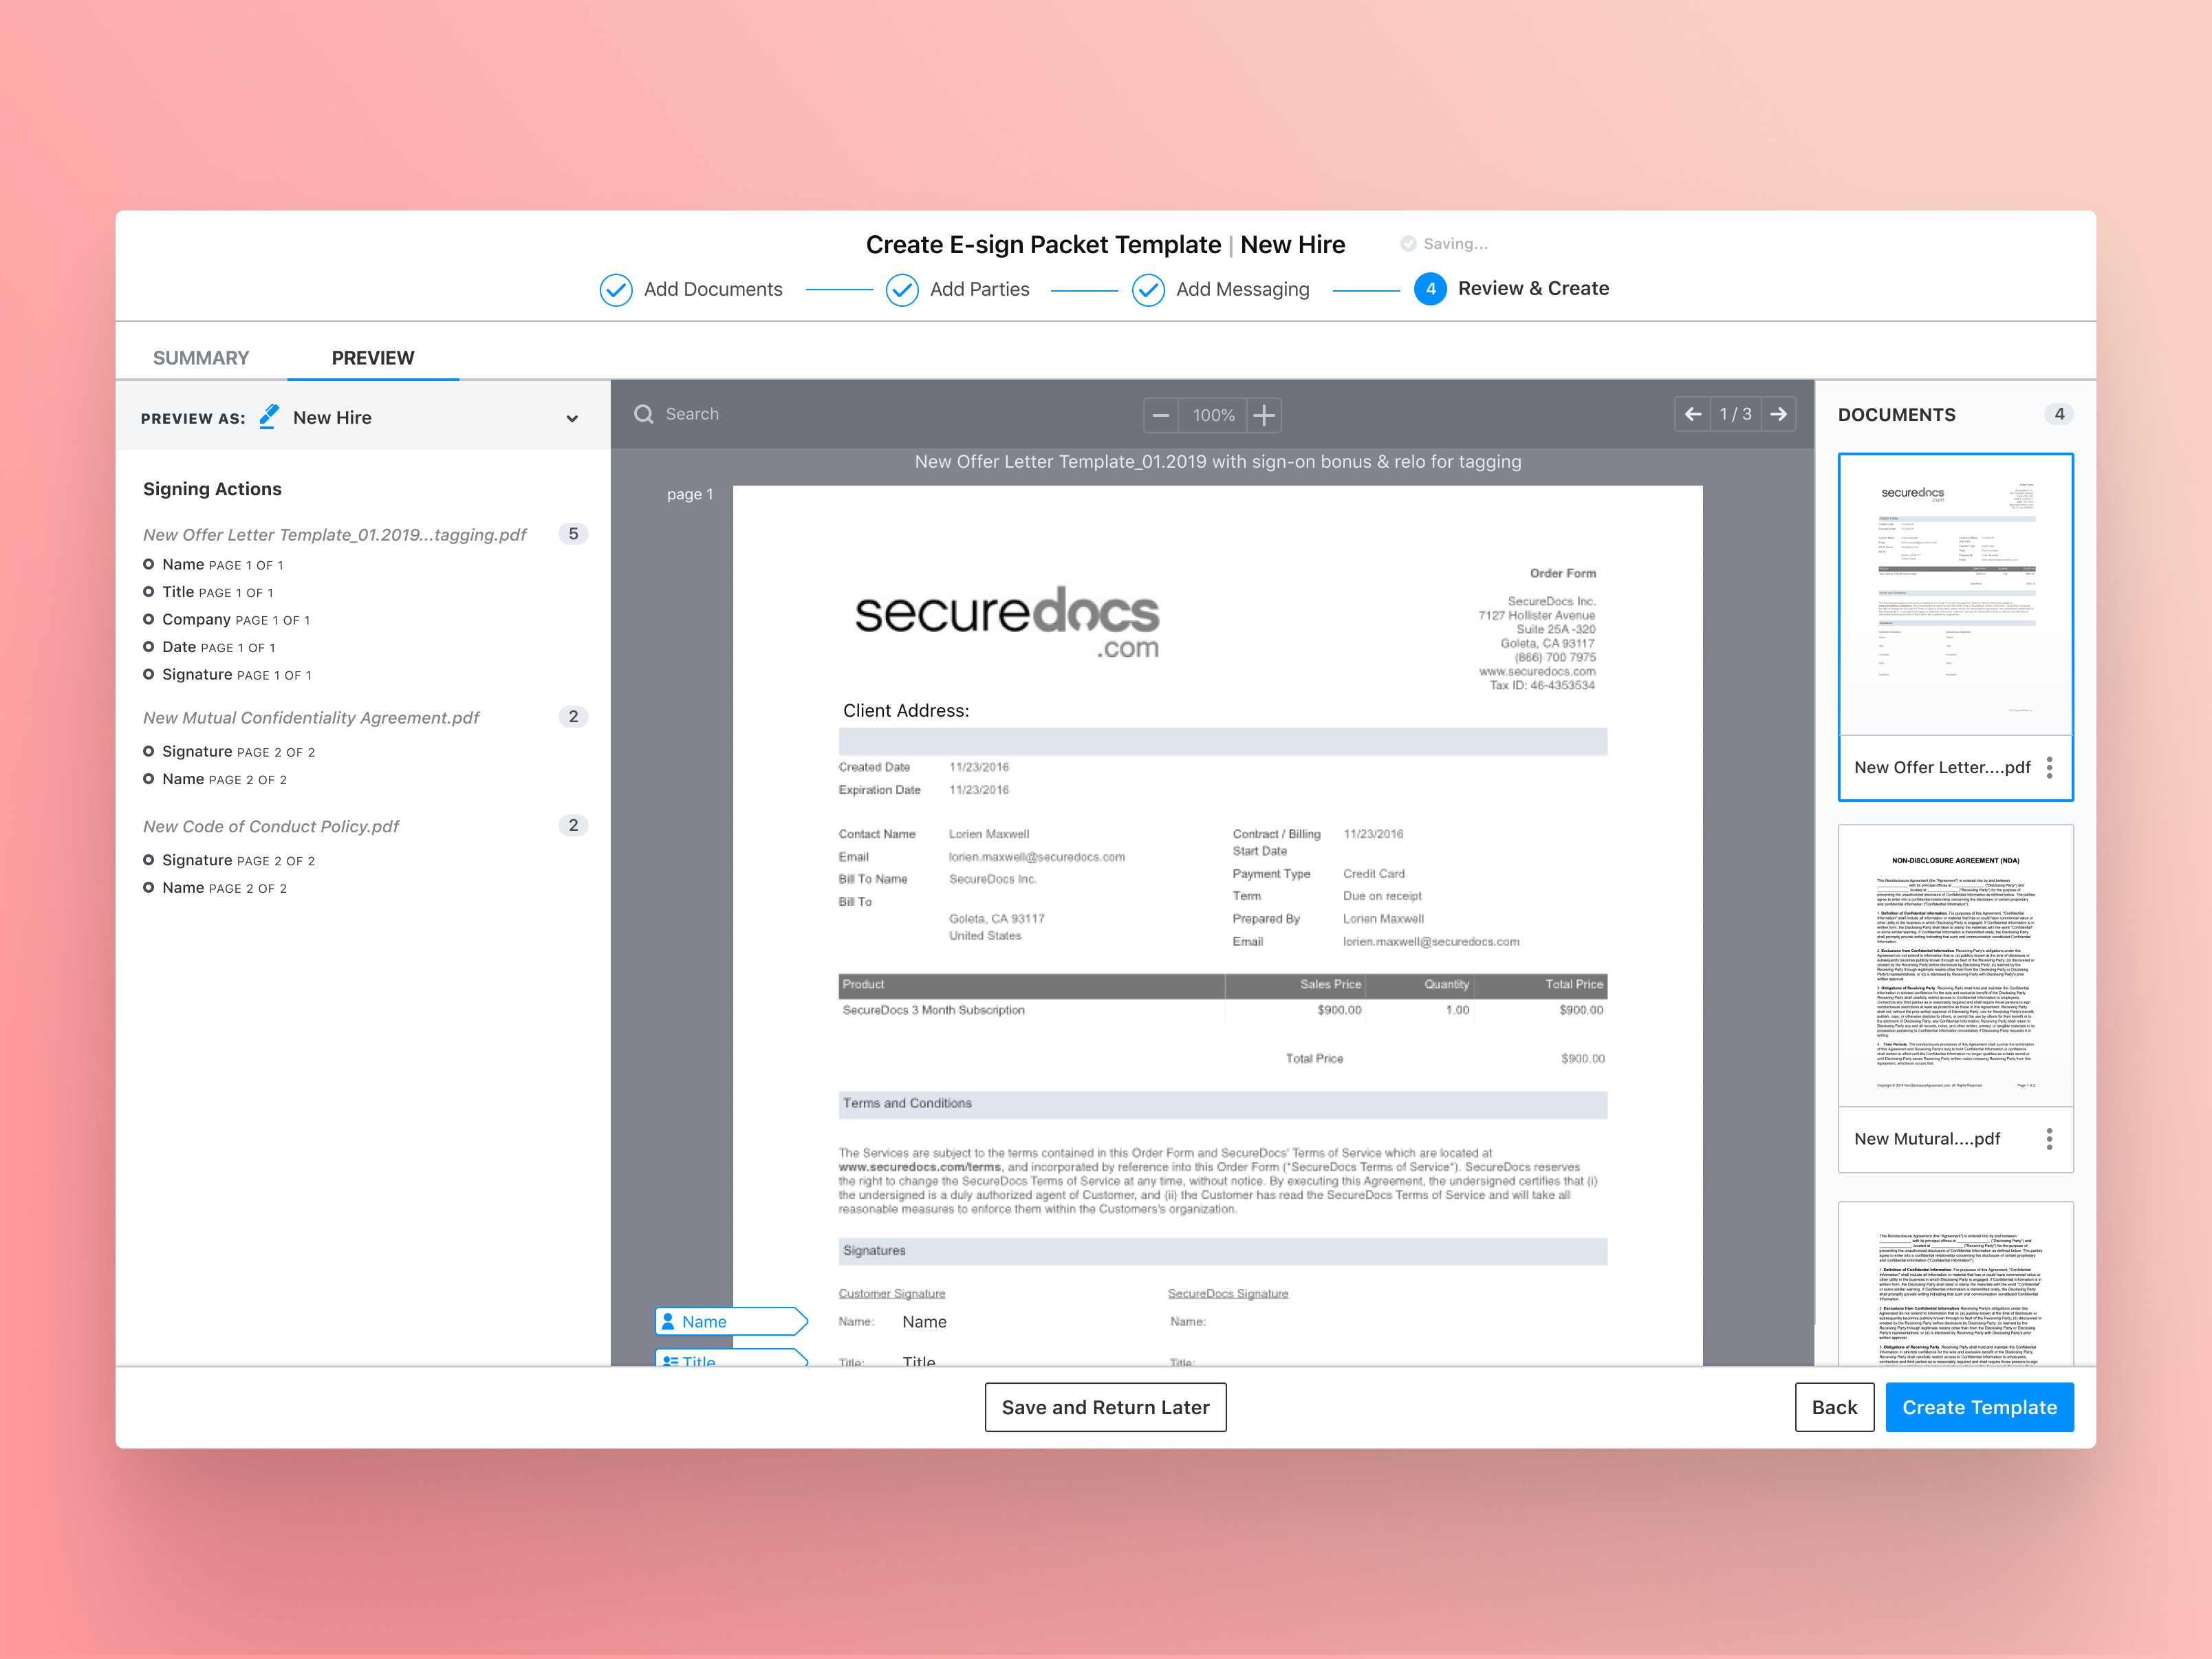 Create E-sign Packet Template | New Hire
Saving...
Add Documents
Add Parties
Add Messaging
4 Review & Create
SUMMARY
PREVIEW
PREVIEW AS: New Hire
Signing Actions
New Offer Letter Template_01.2019...tagging.pdf 5
Name PAGE 1 OF 1
Title PAGE 1 OF 1
Company PAGE 1 OF 1
Date PAGE 1 OF 1
Signature PAGE 1 OF 1
New Mutual Confidentiality Agreement.pdf 2
Signature PAGE 2 OF 2
Name PAGE 2 OF 2
New Code of Conduct Policy.pdf 2
Signature PAGE 2 OF 2
Name PAGE 2 OF 2
Search
100%
1 / 3
New Offer Letter Template_01.2019 with sign-on bonus & relo for tagging
page 1
securedocs
.com
Order Form
SecureDocs Inc.
7127 Hollister Avenue
Suite 25A -320
Goleta, CA 93117
(866) 700 7975
www.securedocs.com
Tax ID: 46-4353534
Client Address:
Created Date 11/23/2016
Expiration Date 11/23/2016
Contact Name Lorien Maxwell
Email lorien.maxwell@securedocs.com
Bill To Name SecureDocs Inc.
Bill To
Goleta, CA 93117
United States
Contract / Billing 11/23/2016
Start Date
Payment Type Credit Card
Term Due on receipt
Prepared By Lorien Maxwell
Email lorien.maxwell@securedocs.com
Product Sales Price Quantity Total Price
SecureDocs 3 Month Subscription $900.00 1.00 $900.00
Total Price $900.00
Terms and Conditions
The Services are subject to the terms contained in this Order Form and SecureDocs' Terms of Service which are located at
www.securedocs.com/terms, and incorporated by reference into this Order Form ("SecureDocs Terms of Service"). SecureDocs reserves
the right to change the SecureDocs Terms of Service at any time, without notice. By executing this Agreement, the undersigned certifies that (i)
the undersigned is a duly authorized agent of Customer, and (ii) the Customer has read the SecureDocs Terms of Service and will take all
reasonable measures to enforce them within the Customers's organization.
Signatures
Customer Signature
SecureDocs Signature
Name
Name: Name
Name:
Title
Title: Title
Title:
DOCUMENTS 4
securedocs
.com
New Offer Letter....pdf
NON-DISCLOSURE AGREEMENT (NDA)
New Mutural....pdf
Save and Return Later
Back
Create Template